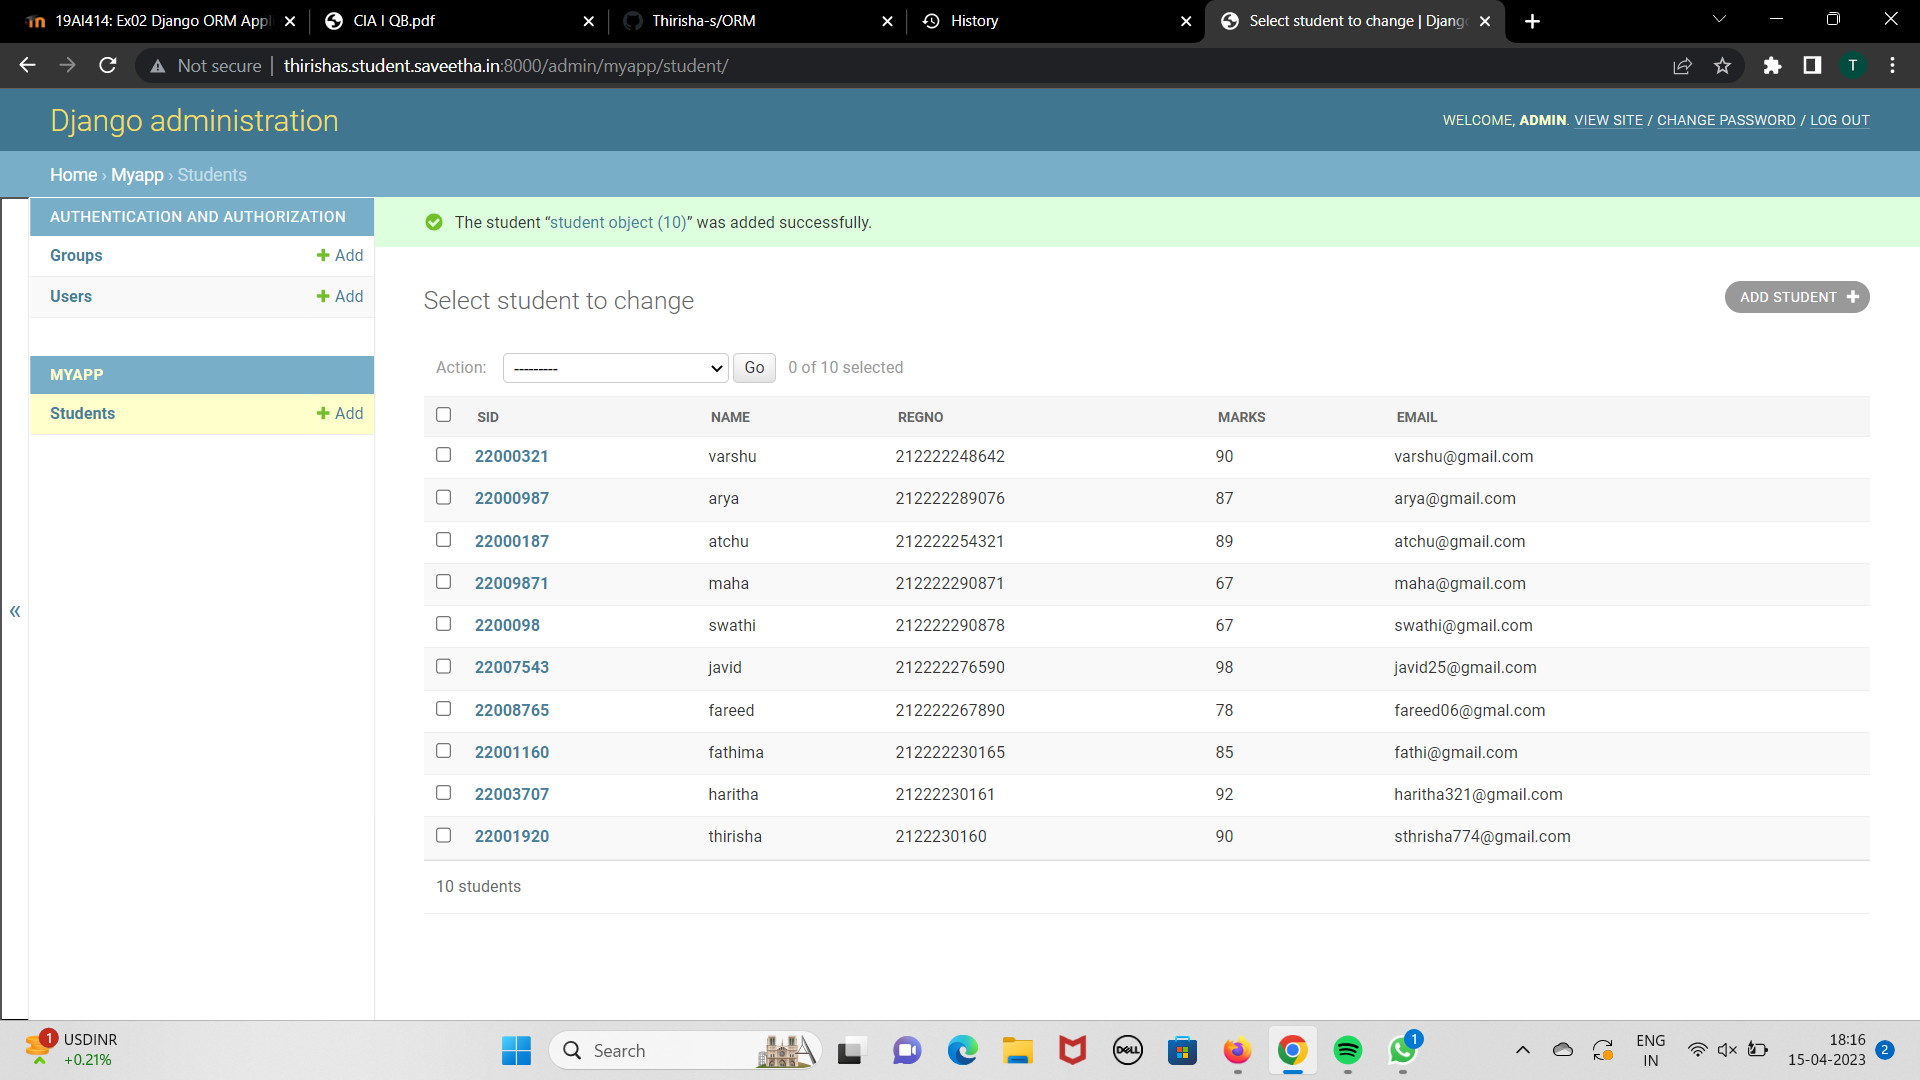 19AI414: Ex02 Django ORM Appl
CIA I QB.pdf
Thirisha-s/ORM
History
Select student to change | Djang
Not secure
thirishas.student.saveetha.in:8000/admin/myapp/student/
T
Django administration
WELCOME, ADMIN. VIEW SITE / CHANGE PASSWORD / LOG OUT
Home › Myapp › Students
AUTHENTICATION AND AUTHORIZATION
Groups + Add
Users + Add
MYAPP
Students + Add
«
The student “student object (10)” was added successfully.
Select student to change
ADD STUDENT +
Action: --------- Go 0 of 10 selected
SID NAME REGNO MARKS EMAIL
22000321 varshu 212222248642 90 varshu@gmail.com
22000987 arya 212222289076 87 arya@gmail.com
22000187 atchu 212222254321 89 atchu@gmail.com
22009871 maha 212222290871 67 maha@gmail.com
2200098 swathi 212222290878 67 swathi@gmail.com
22007543 javid 212222276590 98 javid25@gmail.com
22008765 fareed 212222267890 78 fareed06@gmal.com
22001160 fathima 212222230165 85 fathi@gmail.com
22003707 haritha 21222230161 92 haritha321@gmail.com
22001920 thirisha 2122230160 90 sthrisha774@gmail.com
10 students
1
USDINR
+0.21%
Search
DELL
1
ENG
IN
18:16
15-04-2023
2